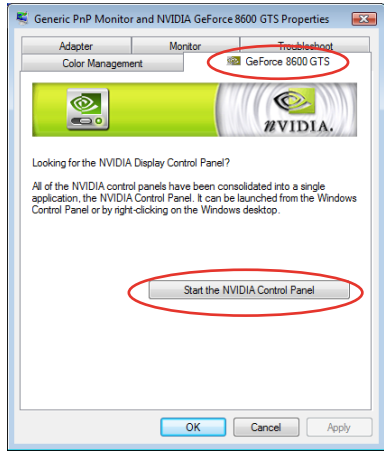 Generic PnP Monitor and NVIDIA GeForce 8600 GTS Properties
Adapter Monitor Troubleshoot
Color Management GeForce 8600 GTS
NVIDIA.
Looking for the NVIDIA Display Control Panel?
All of the NVIDIA control panels have been consolidated into a single
application, the NVIDIA Control Panel. It can be launched from the Windows
Control Panel or by right-clicking on the Windows desktop.
Start the NVIDIA Control Panel
OK Cancel Apply